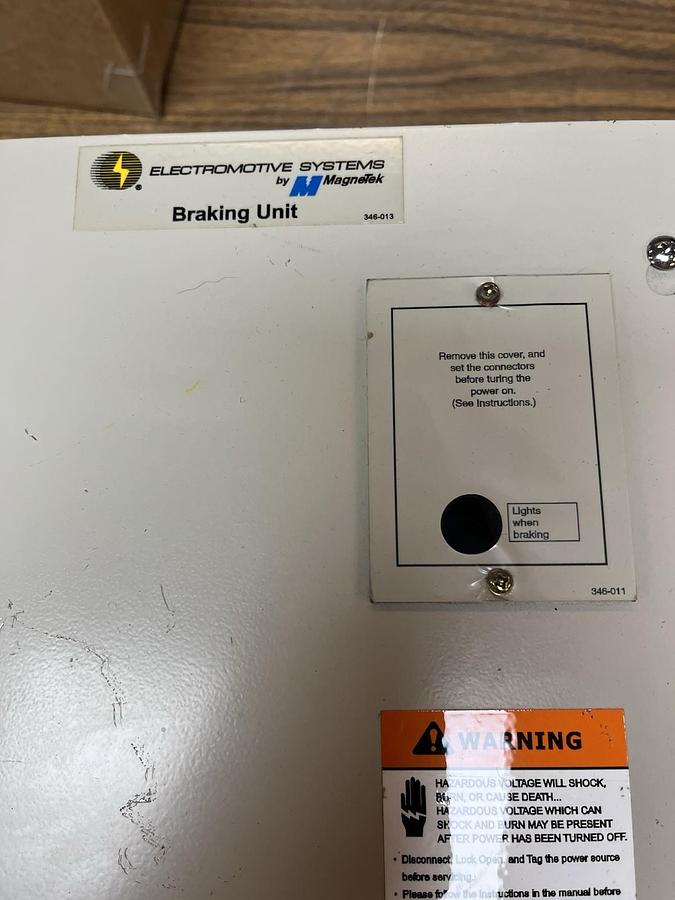 ELECTROMOTIVE SYSTEMS
by MagneTek
Braking Unit
346-013
Remove this cover, and
set the connectors
before turing the
power on.
(See Instructions.)
Lights
when
braking
346-011
WARNING
HAZARDOUS VOLTAGE WILL SHOCK,
BURN, OR CAUSE DEATH...
HAZARDOUS VOLTAGE WHICH CAN
SHOCK AND BURN MAY BE PRESENT
AFTER POWER HAS BEEN TURNED OFF.
• Disconnect, Lock Open, and Tag the power source
before servicing.
• Please follow the instructions in the manual before